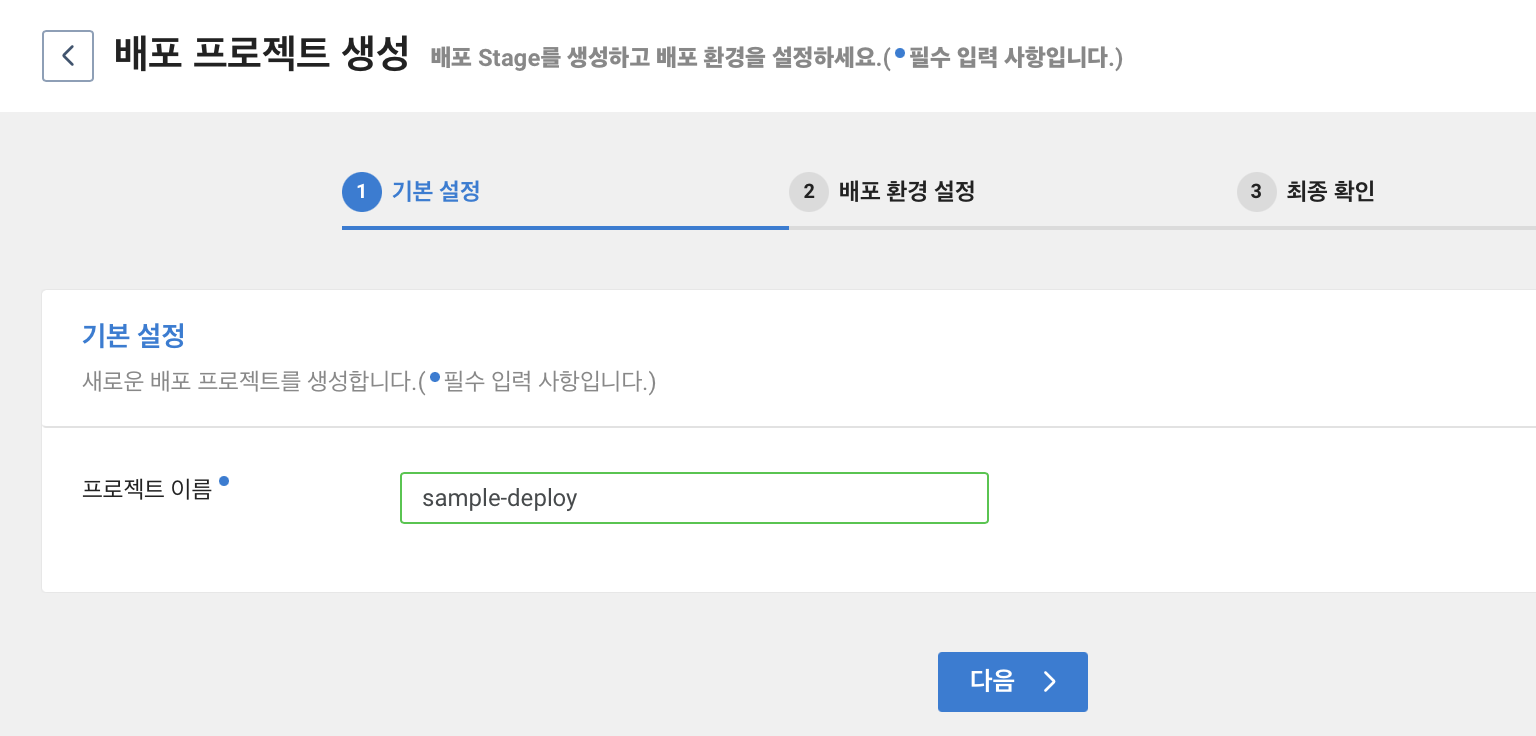 배포 프로젝트 생성 배포 Stage를 생성하고 배포 환경을 설정하세요.(•필수 입력 사항입니다.)
1 기본 설정 2 배포 환경 설정 3 최종 확인
기본 설정
새로운 배포 프로젝트를 생성합니다.(•필수 입력 사항입니다.)
프로젝트 이름 • sample-deploy
다음